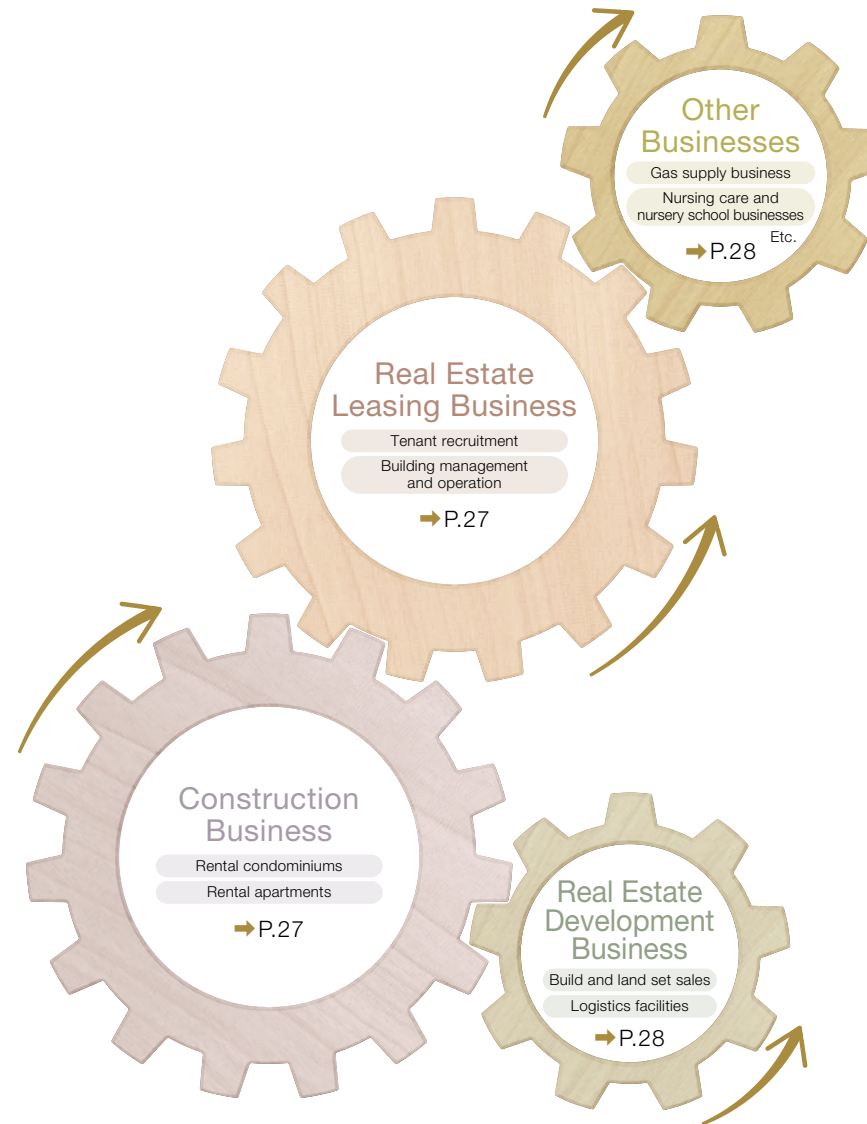 Other
Businesses
Gas supply business
Nursing care and
nursery school businesses
Etc.
➡P.28
Real Estate
Leasing Business
Tenant recruitment
Building management
and operation
➡P.27
Construction
Business
Rental condominiums
Rental apartments
➡P.27
Real Estate
Development
Business
Build and land set sales
Logistics facilities
➡P.28